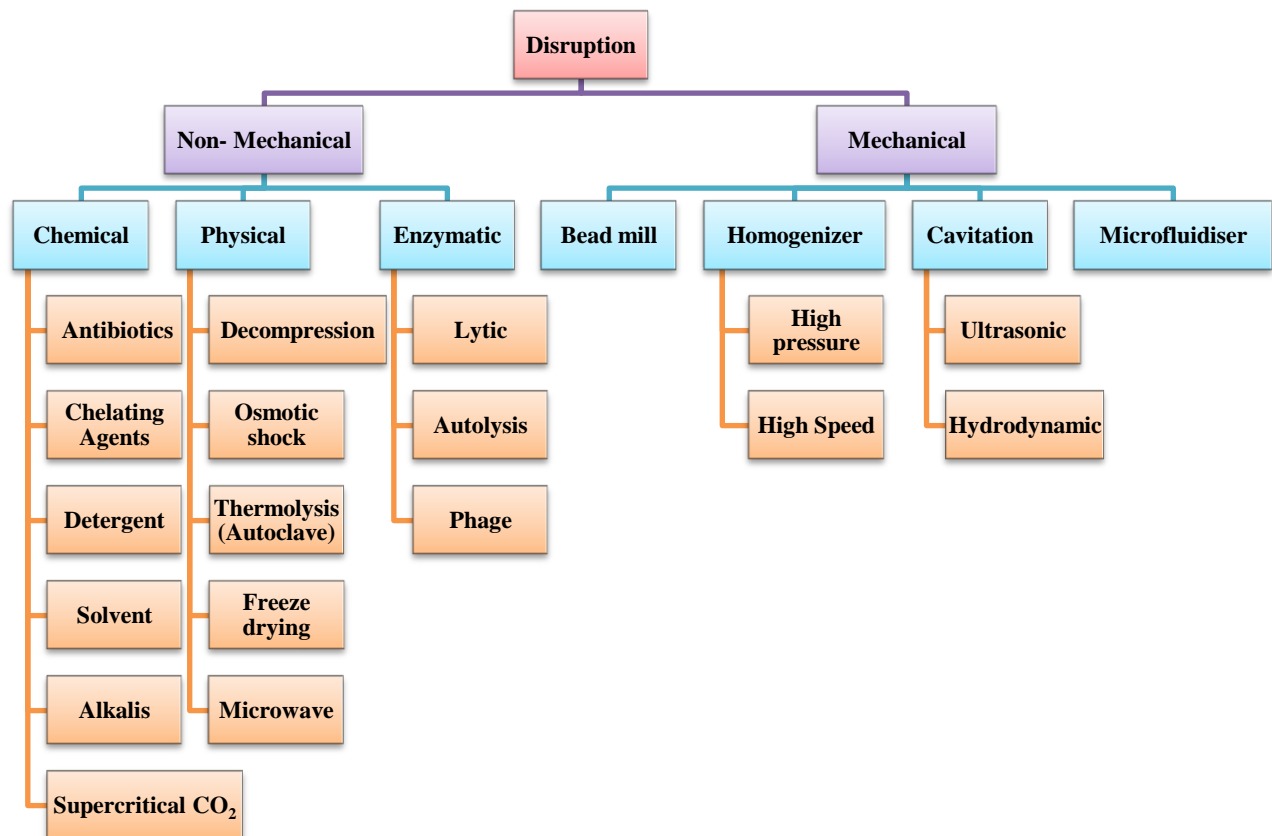 Disruption
Non- Mechanical
Mechanical
Chemical
Physical
Enzymatic
Bead mill
Homogenizer
Cavitation
Microfluidiser
Antibiotics
Chelating
Agents
Detergent
Solvent
Alkalis
Supercritical CO₂
Decompression
Osmotic
shock
Thermolysis
(Autoclave)
Freeze
drying
Microwave
Lytic
Autolysis
Phage
High
pressure
High Speed
Ultrasonic
Hydrodynamic